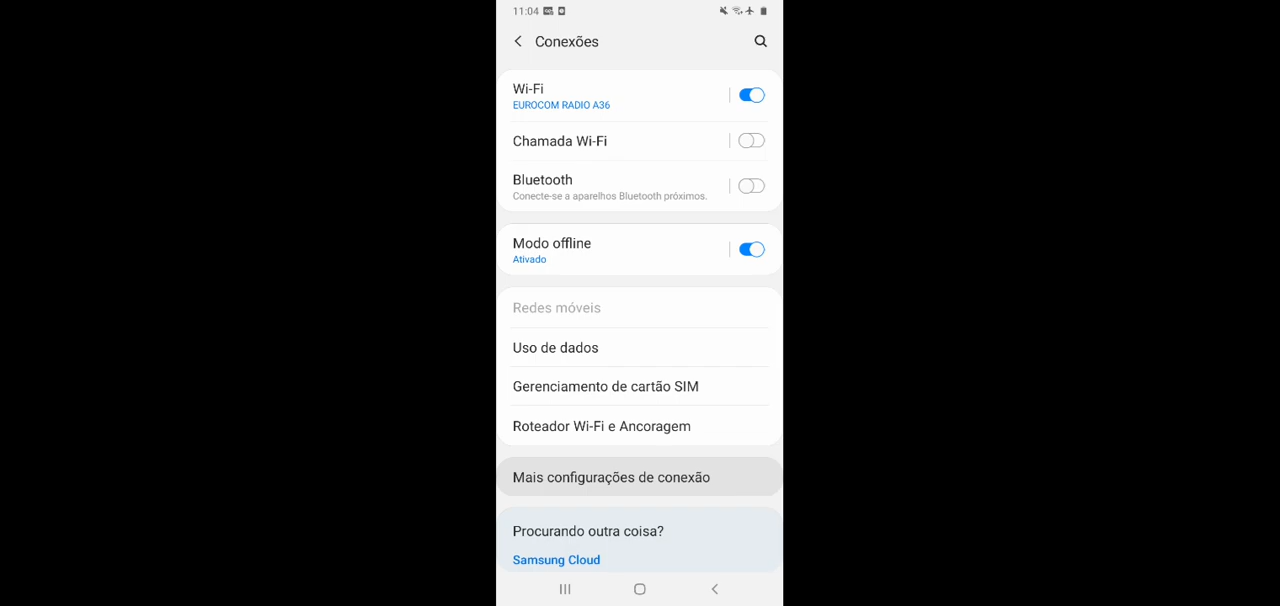 11:04
Conexões
Wi-Fi
EUROCOM RADIO A36
Chamada Wi-Fi
Bluetooth
Conecte-se a aparelhos Bluetooth próximos.
Modo offline
Ativado
Redes móveis
Uso de dados
Gerenciamento de cartão SIM
Roteador Wi-Fi e Ancoragem
Mais configurações de conexão
Procurando outra coisa?
Samsung Cloud